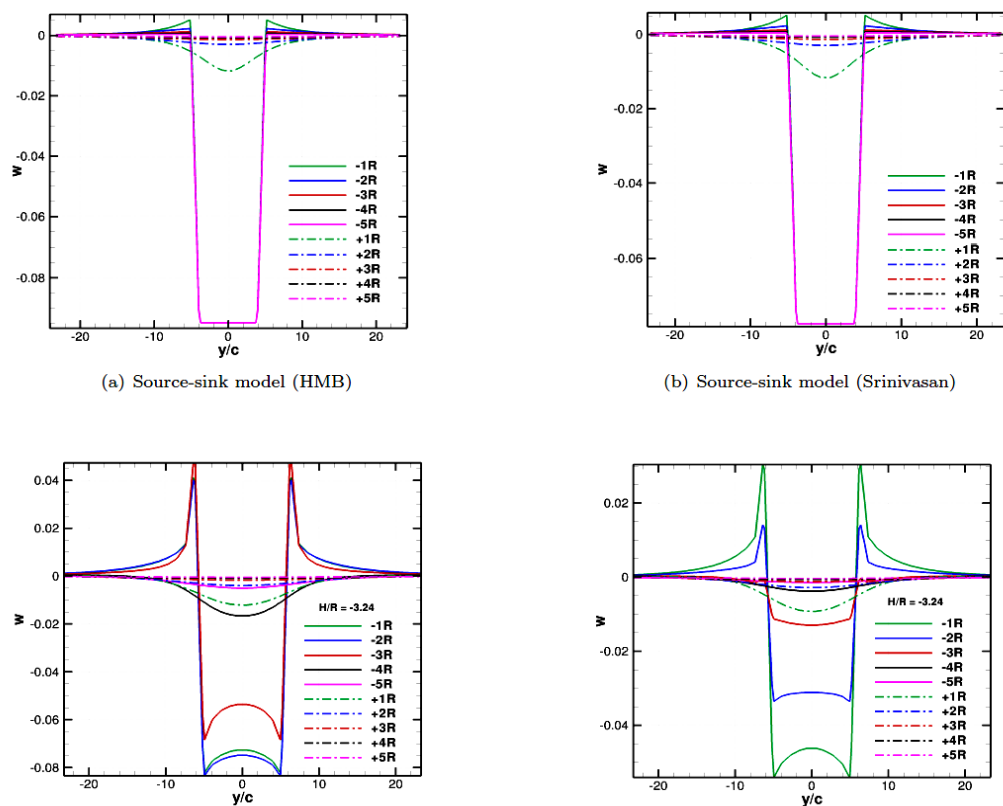 0
-0.02
-0.04
-0.06
-0.08
w
-20
-10
0
10
20
y/c
-1R
-2R
-3R
-4R
-5R
+1R
+2R
+3R
+4R
+5R
(a) Source-sink model (HMB)
0
-0.02
-0.04
-0.06
w
-20
-10
0
10
20
y/c
-1R
-2R
-3R
-4R
-5R
+1R
+2R
+3R
+4R
+5R
(b) Source-sink model (Srinivasan)
0.04
0.02
0
-0.02
-0.04
-0.06
-0.08
w
-20
-10
0
10
20
y/c
H/R = -3.24
-1R
-2R
-3R
-4R
-5R
+1R
+2R
+3R
+4R
+5R
0.02
0
-0.02
-0.04
w
-20
-10
0
10
20
y/c
H/R = -3.24
-1R
-2R
-3R
-4R
-5R
+1R
+2R
+3R
+4R
+5R